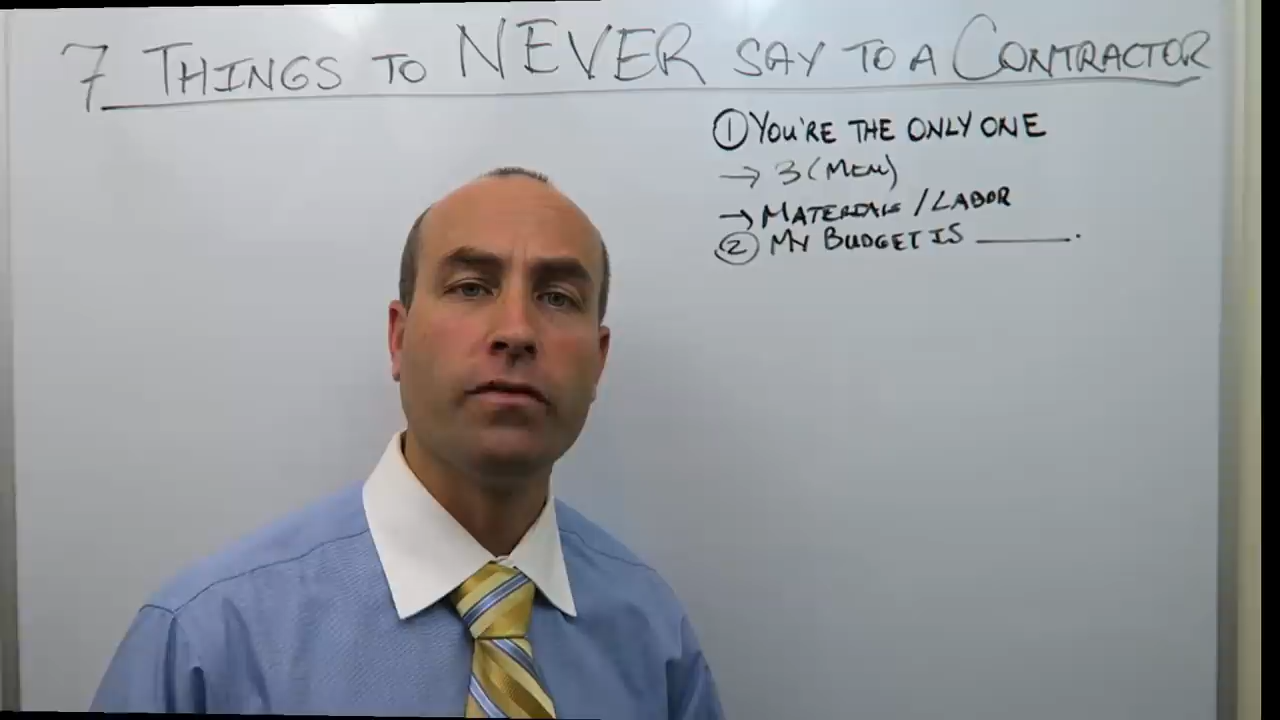 7 THINGS TO NEVER SAY TO A CONTRACTOR
① YOU'RE THE ONLY ONE
→ 3 (MEN)
→ MATERIALS / LABOR
② MY BUDGET IS ______.